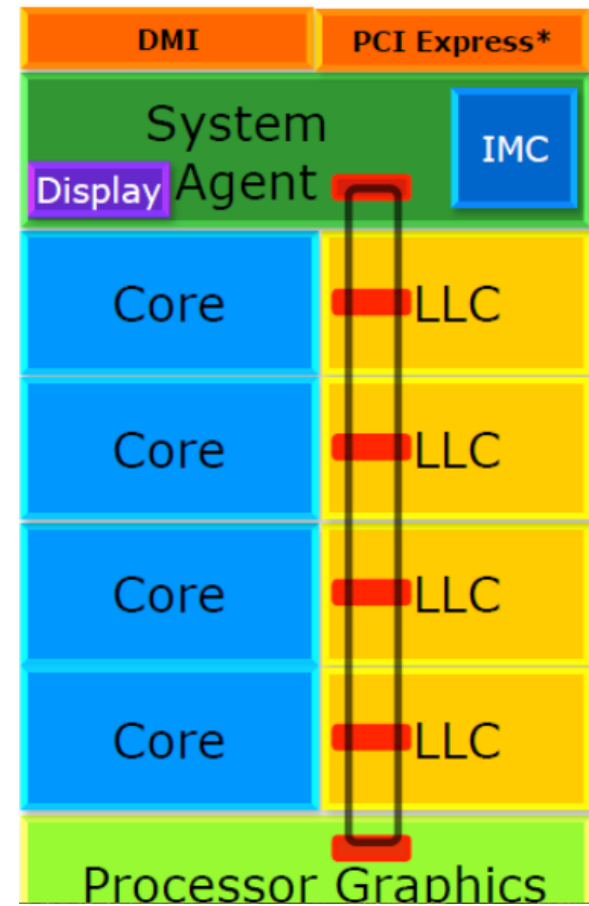 DMI PCI Express*
System
IMC
Display Agent
Core LLC
Core LLC
Core LLC
Core LLC
Processor Graphics